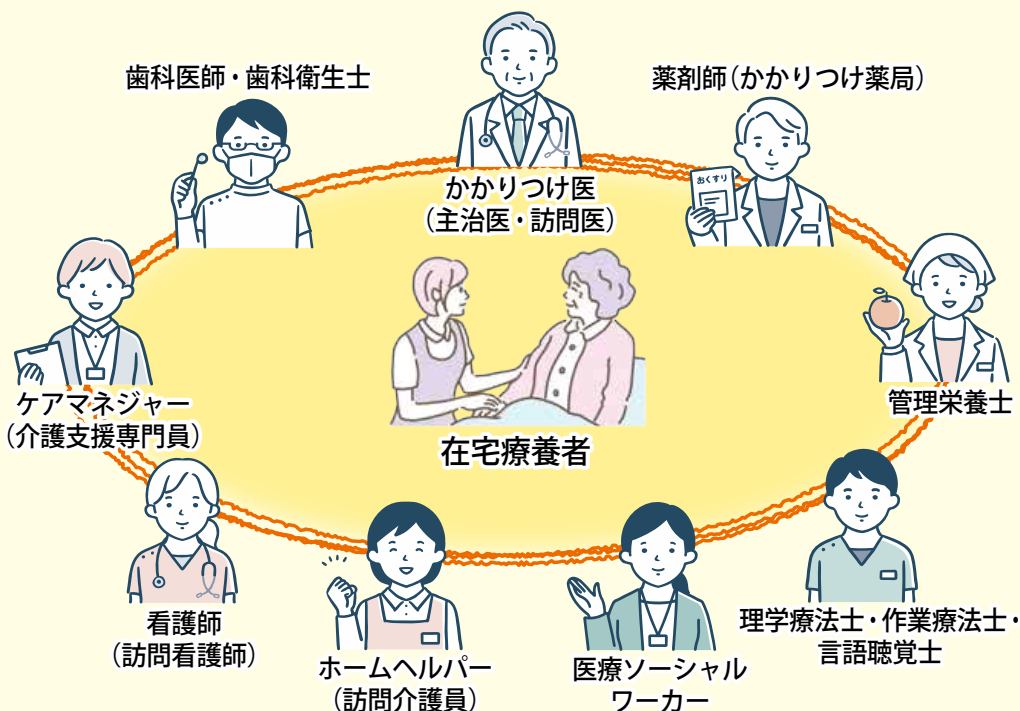 歯科医師・歯科衛生士
かかりつけ医
(主治医・訪問医)
薬剤師(かかりつけ薬局)
おくすり
ケアマネジャー
(介護支援専門員)
在宅療養者
管理栄養士
看護師
(訪問看護師)
ホームヘルパー
(訪問介護員)
医療ソーシャル
ワーカー
理学療法士・作業療法士・
言語聴覚士